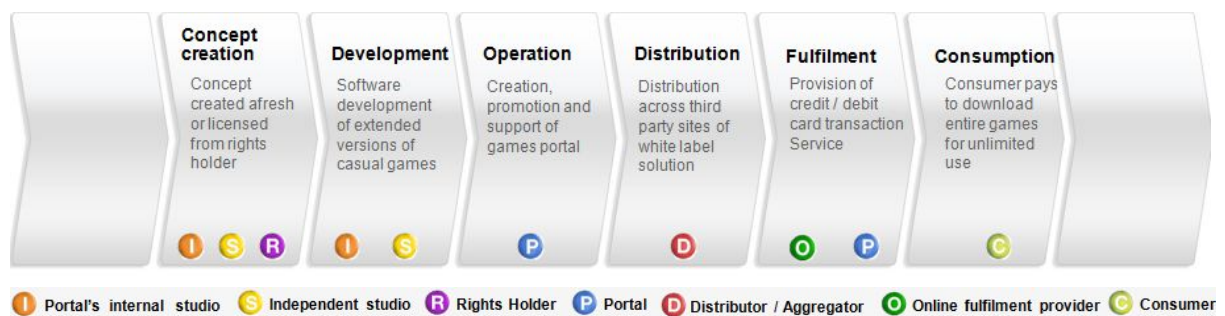 Concept
creation
Concept
created afresh
or licensed
from rights
holder
I S R
Development
Software
development
of extended
versions of
casual games
I S
Operation
Creation,
promotion and
support of
games portal
P
Distribution
Distribution
across third
party sites of
white label
solution
D
Fulfilment
Provision of
credit / debit
card transaction
Service
O P
Consumption
Consumer pays
to download
entire games
for unlimited
use
C
I Portal's internal studio S Independent studio R Rights Holder P Portal D Distributor / Aggregator O Online fulfilment provider C Consumer